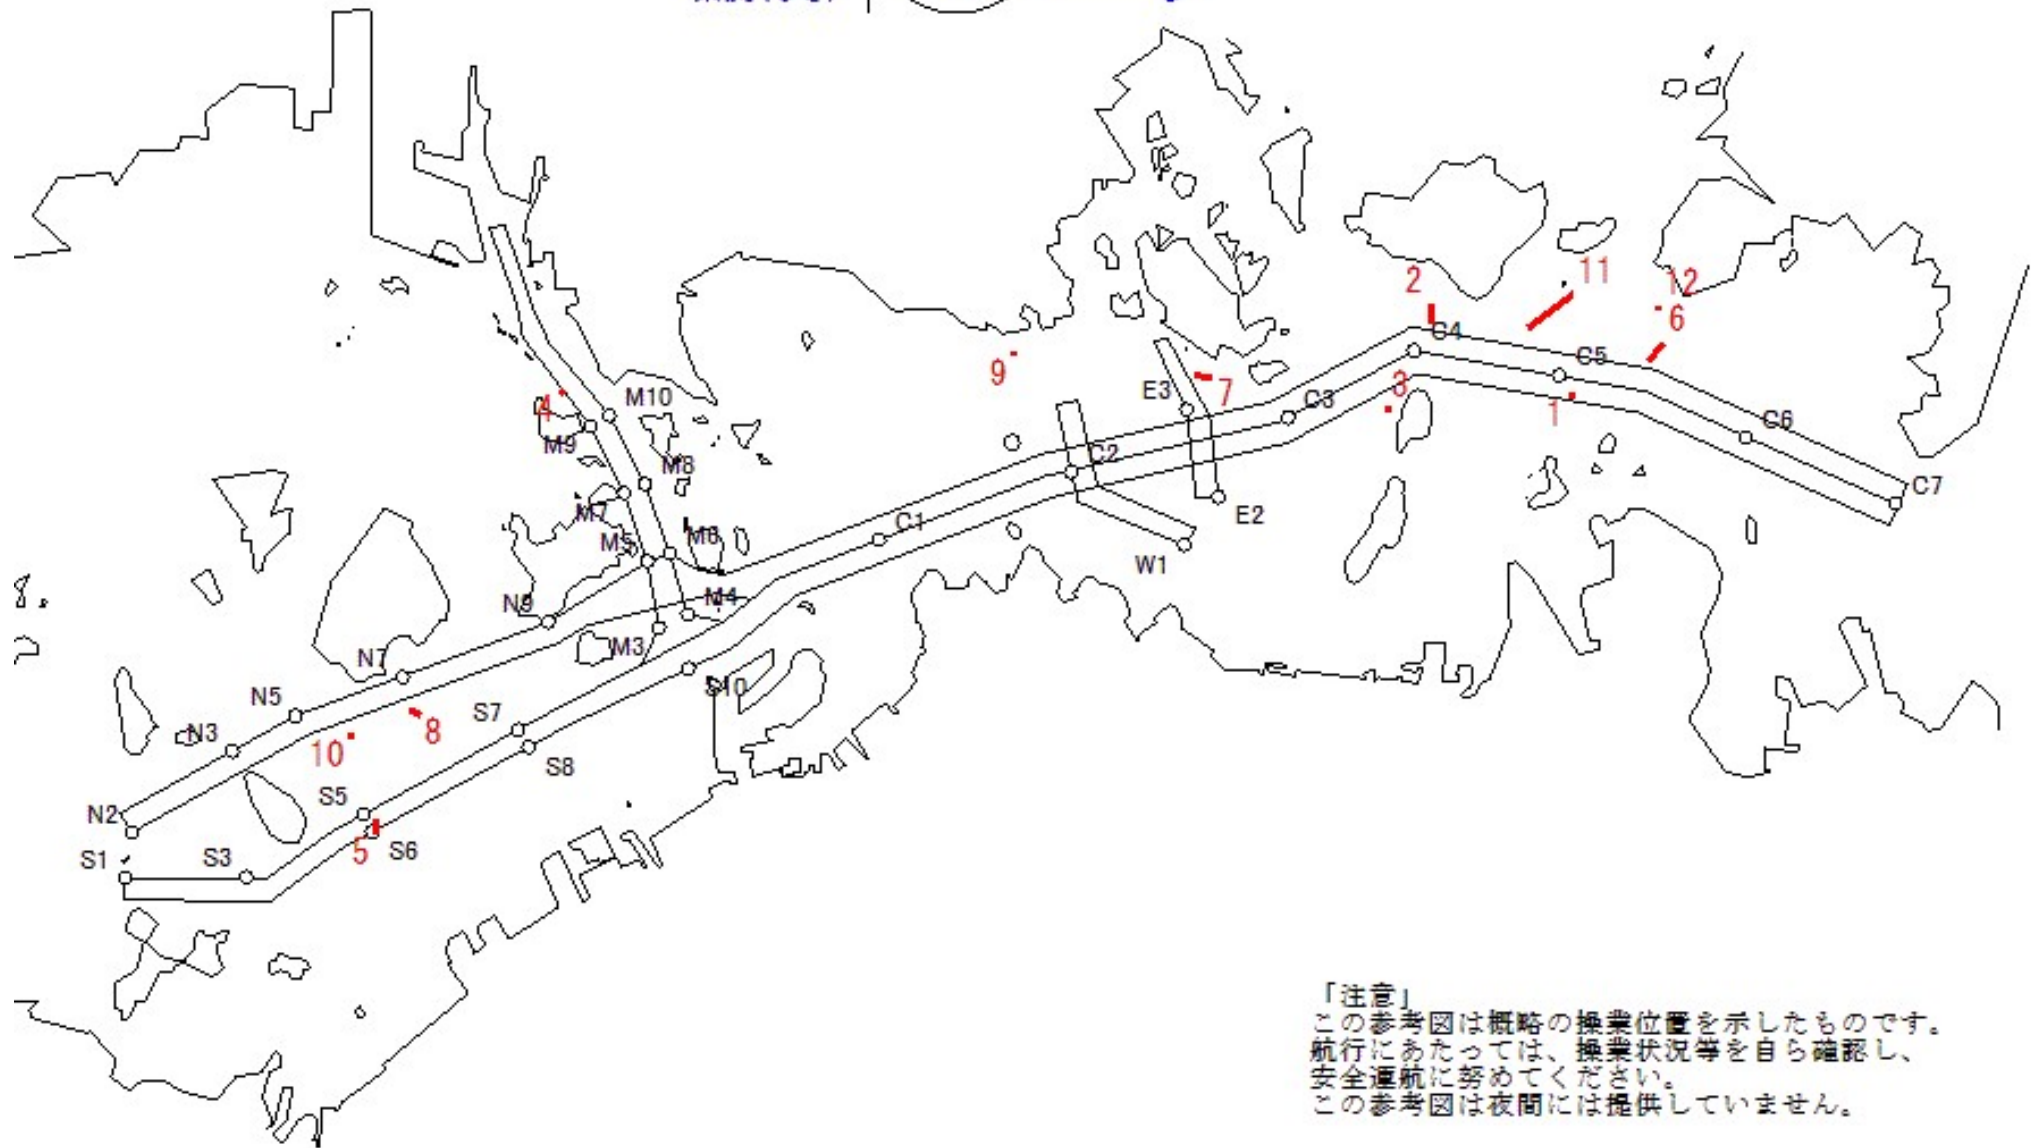 11
2
12
C4
6
C5
9
E3
7
3
1
M10
4
C3
C6
M9
M8
C2
C7
M7
E2
C1
M5
M6
W1
N9
M4
M3
N7
S10
N5
S7
N3
10
8
S8
S5
N2
5
S6
S1
S3
「注意」
この参考図は概略の操業位置を示したものです。
航行にあたっては、操業状況等を自ら確認し、
安全運航に努めてください。
この参考図は夜間には提供していません。